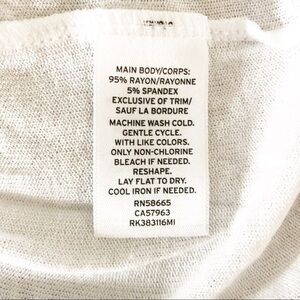 MAIN BODY/CORPS:
95% RAYON/RAYONNE
5% SPANDEX
EXCLUSIVE OF TRIM/
SAUF LA BORDURE
MACHINE WASH COLD.
GENTLE CYCLE.
WITH LIKE COLORS.
ONLY NON-CHLORINE
BLEACH IF NEEDED.
RESHAPE.
LAY FLAT TO DRY.
COOL IRON IF NEEDED.
RN58665
CA57963
RK383116MI